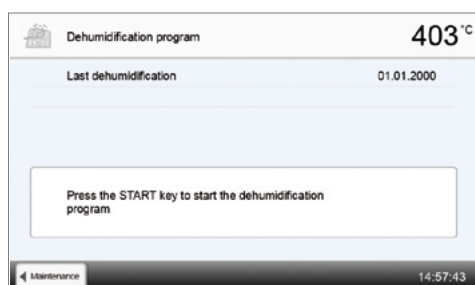 Dehumidification program 403 °C
Last dehumidification 01.01.2000
Press the START key to start the dehumidification
program
Maintenance 14:57:43